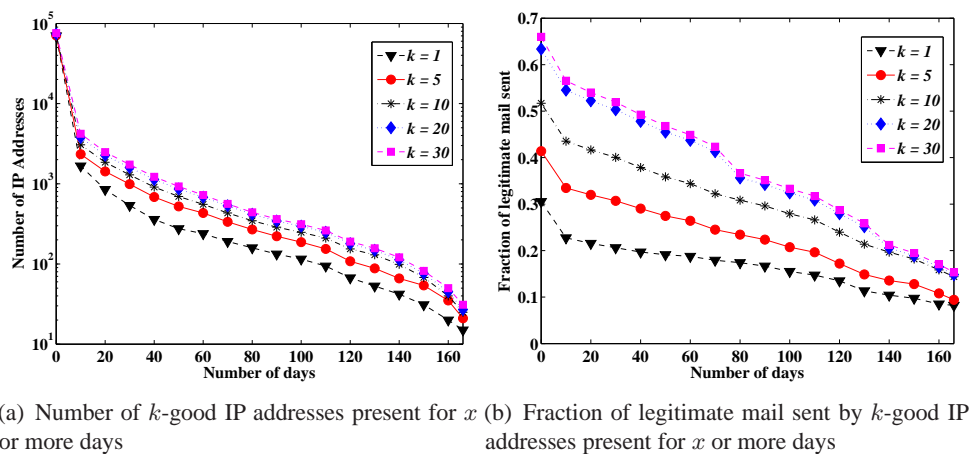 10^5
10^4
10^3
10^2
10^1
Number of IP Addresses
0 20 40 60 80 100 120 140 160
Number of days
k = 1
k = 5
k = 10
k = 20
k = 30
0.7
0.6
0.5
0.4
0.3
0.2
0.1
0
Fraction of legitimate mail sent
0 20 40 60 80 100 120 140 160
Number of days
k = 1
k = 5
k = 10
k = 20
k = 30
(a) Number of k-good IP addresses present for x
or more days
(b) Fraction of legitimate mail sent by k-good IP
addresses present for x or more days